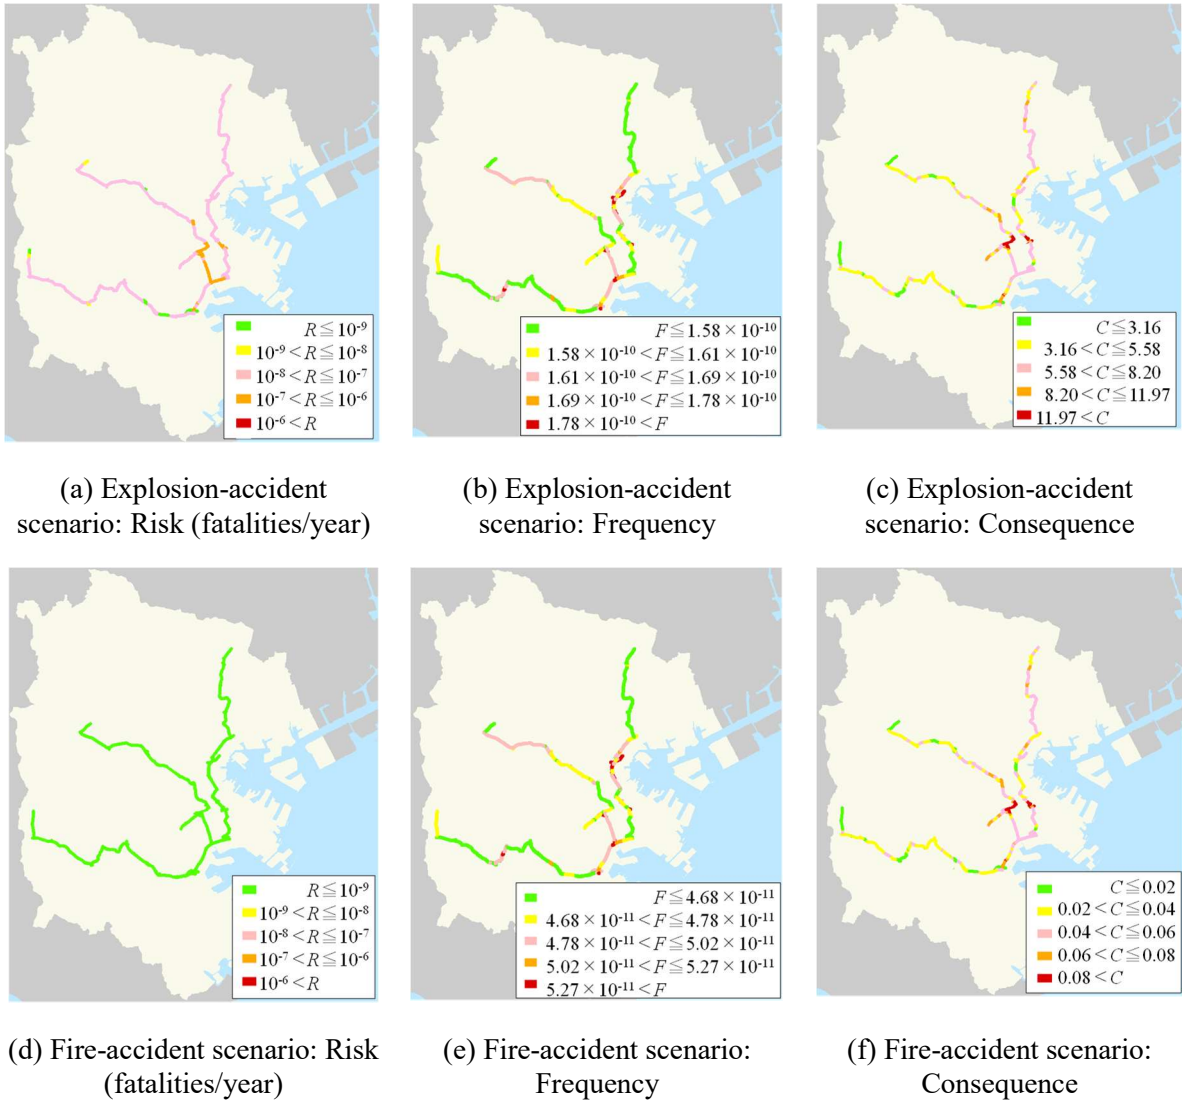 R≦10⁻⁹
10⁻⁹<R≦10⁻⁸
10⁻⁸<R≦10⁻⁷
10⁻⁷<R≦10⁻⁶
10⁻⁶<R
F≦1.58×10⁻¹⁰
1.58×10⁻¹⁰<F≦1.61×10⁻¹⁰
1.61×10⁻¹⁰<F≦1.69×10⁻¹⁰
1.69×10⁻¹⁰<F≦1.78×10⁻¹⁰
1.78×10⁻¹⁰<F
C≦3.16
3.16<C≦5.58
5.58<C≦8.20
8.20<C≦11.97
11.97<C
(a) Explosion-accident
scenario: Risk (fatalities/year)
(b) Explosion-accident
scenario: Frequency
(c) Explosion-accident
scenario: Consequence
R≦10⁻⁹
10⁻⁹<R≦10⁻⁸
10⁻⁸<R≦10⁻⁷
10⁻⁷<R≦10⁻⁶
10⁻⁶<R
F≦4.68×10⁻¹¹
4.68×10⁻¹¹<F≦4.78×10⁻¹¹
4.78×10⁻¹¹<F≦5.02×10⁻¹¹
5.02×10⁻¹¹<F≦5.27×10⁻¹¹
5.27×10⁻¹¹<F
C≦0.02
0.02<C≦0.04
0.04<C≦0.06
0.06<C≦0.08
0.08<C
(d) Fire-accident scenario: Risk
(fatalities/year)
(e) Fire-accident scenario:
Frequency
(f) Fire-accident scenario:
Consequence